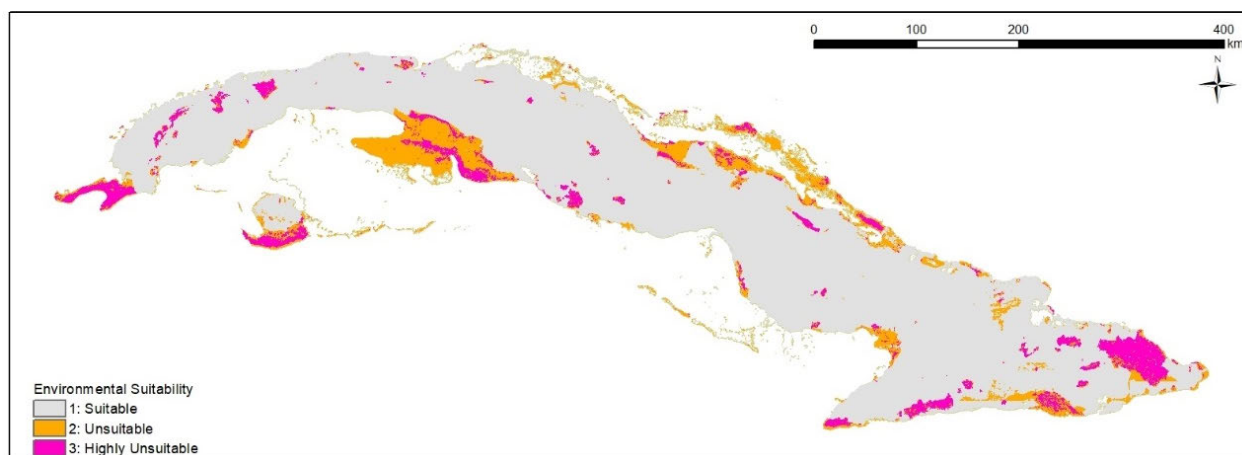 0 100 200 400
km
N
Environmental Suitability
1: Suitable
2: Unsuitable
3: Highly Unsuitable